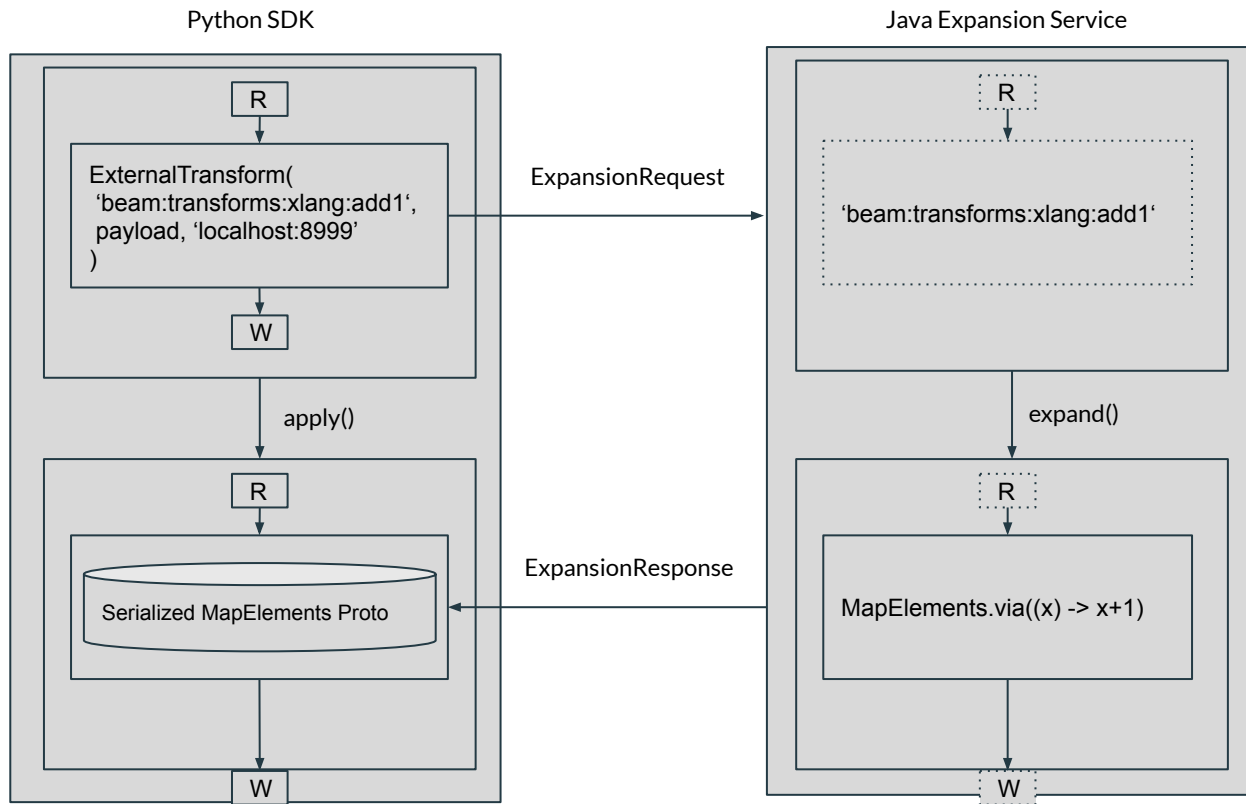 Python SDK
Java Expansion Service
R
ExternalTransform(
‘beam:transforms:xlang:add1‘,
payload, ‘localhost:8999’
)
W
ExpansionRequest
R
‘beam:transforms:xlang:add1‘
apply()
expand()
R
Serialized MapElements Proto
W
ExpansionResponse
R
MapElements.via((x) -> x+1)
W